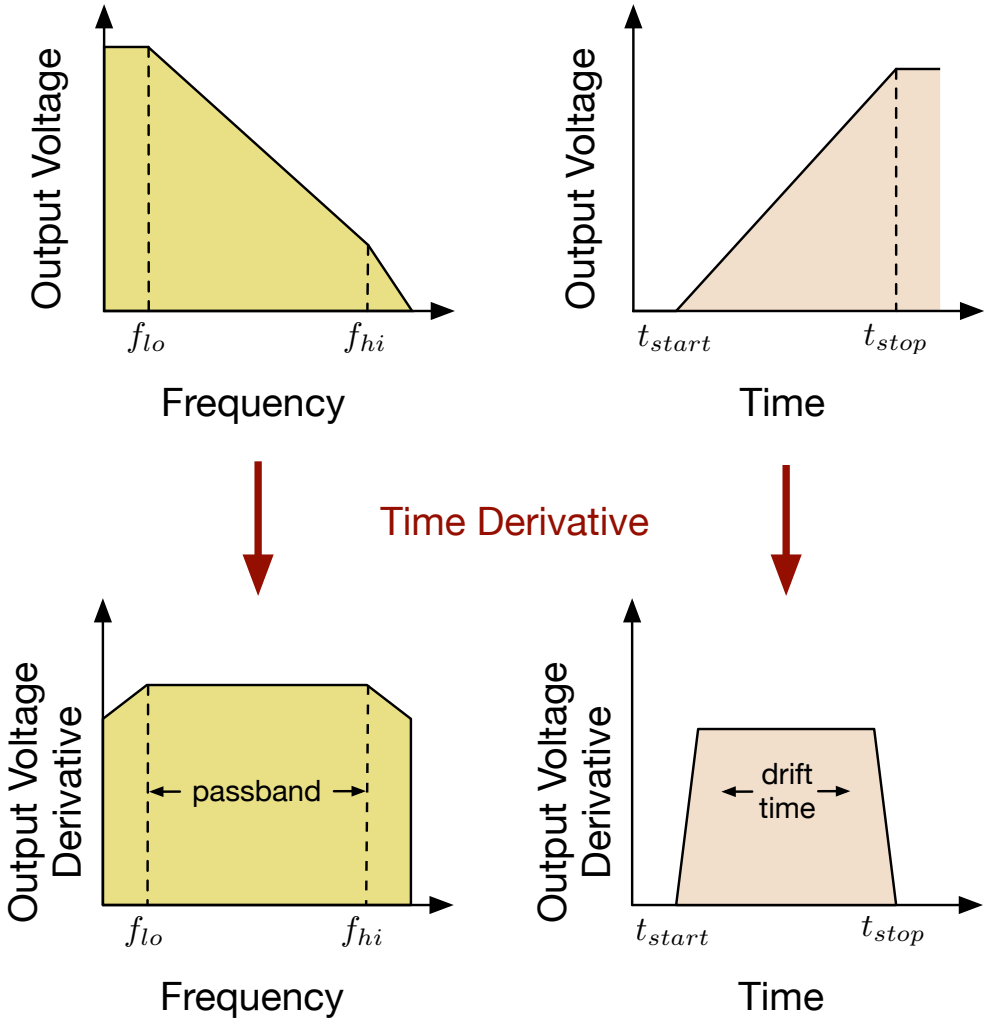 Output Voltage
f_lo
f_hi
Frequency
Output Voltage
t_start
t_stop
Time
Time Derivative
Output Voltage
Derivative
passband
f_lo
f_hi
Frequency
Output Voltage
Derivative
drift
time
t_start
t_stop
Time